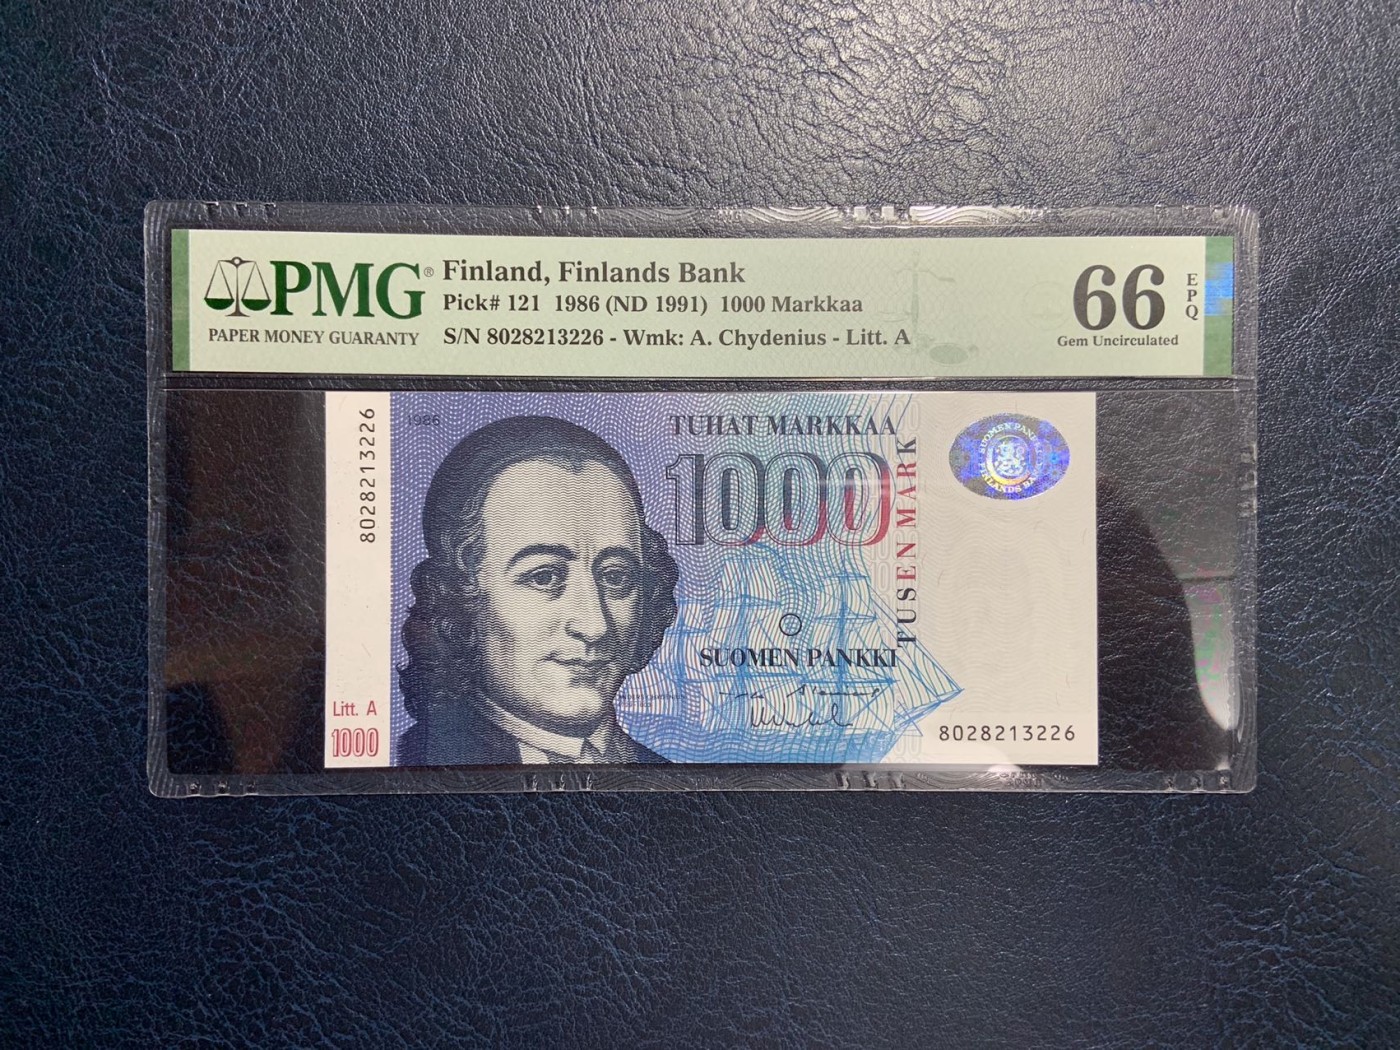 PMG®
PAPER MONEY GUARANTY
Finland, Finlands Bank
Pick# 121 1986 (ND 1991) 1000 Markkaa
S/N 8028213226 - Wmk: A. Chydenius - Litt. A
66
EPQ
Gem Uncirculated
8028213226
1986
TUHAT MARKKAA
1000
TUSEN MARK
SUOMEN PANKKI
Litt. A
1000
8028213226